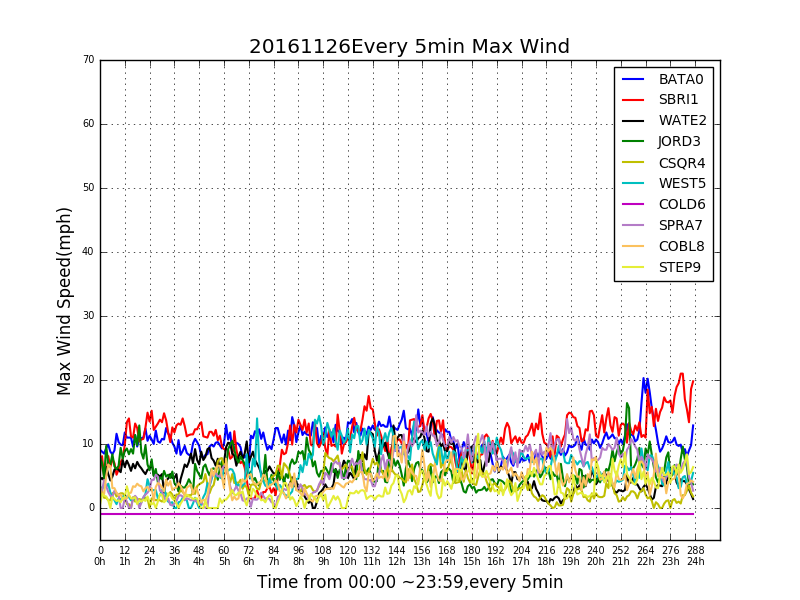 20161126Every 5min Max Wind
70
60
50
40
30
20
10
0
Max Wind Speed(mph)
BATA0
SBRI1
WATE2
JORD3
CSQR4
WEST5
COLD6
SPRA7
COBL8
STEP9
0 12 24 36 48 60 72 84 96 108 120 132 144 156 168 180 192 204 216 228 240 252 264 276 288
0h 1h 2h 3h 4h 5h 6h 7h 8h 9h 10h 11h 12h 13h 14h 15h 16h 17h 18h 19h 20h 21h 22h 23h 24h
Time from 00:00 ~23:59,every 5min